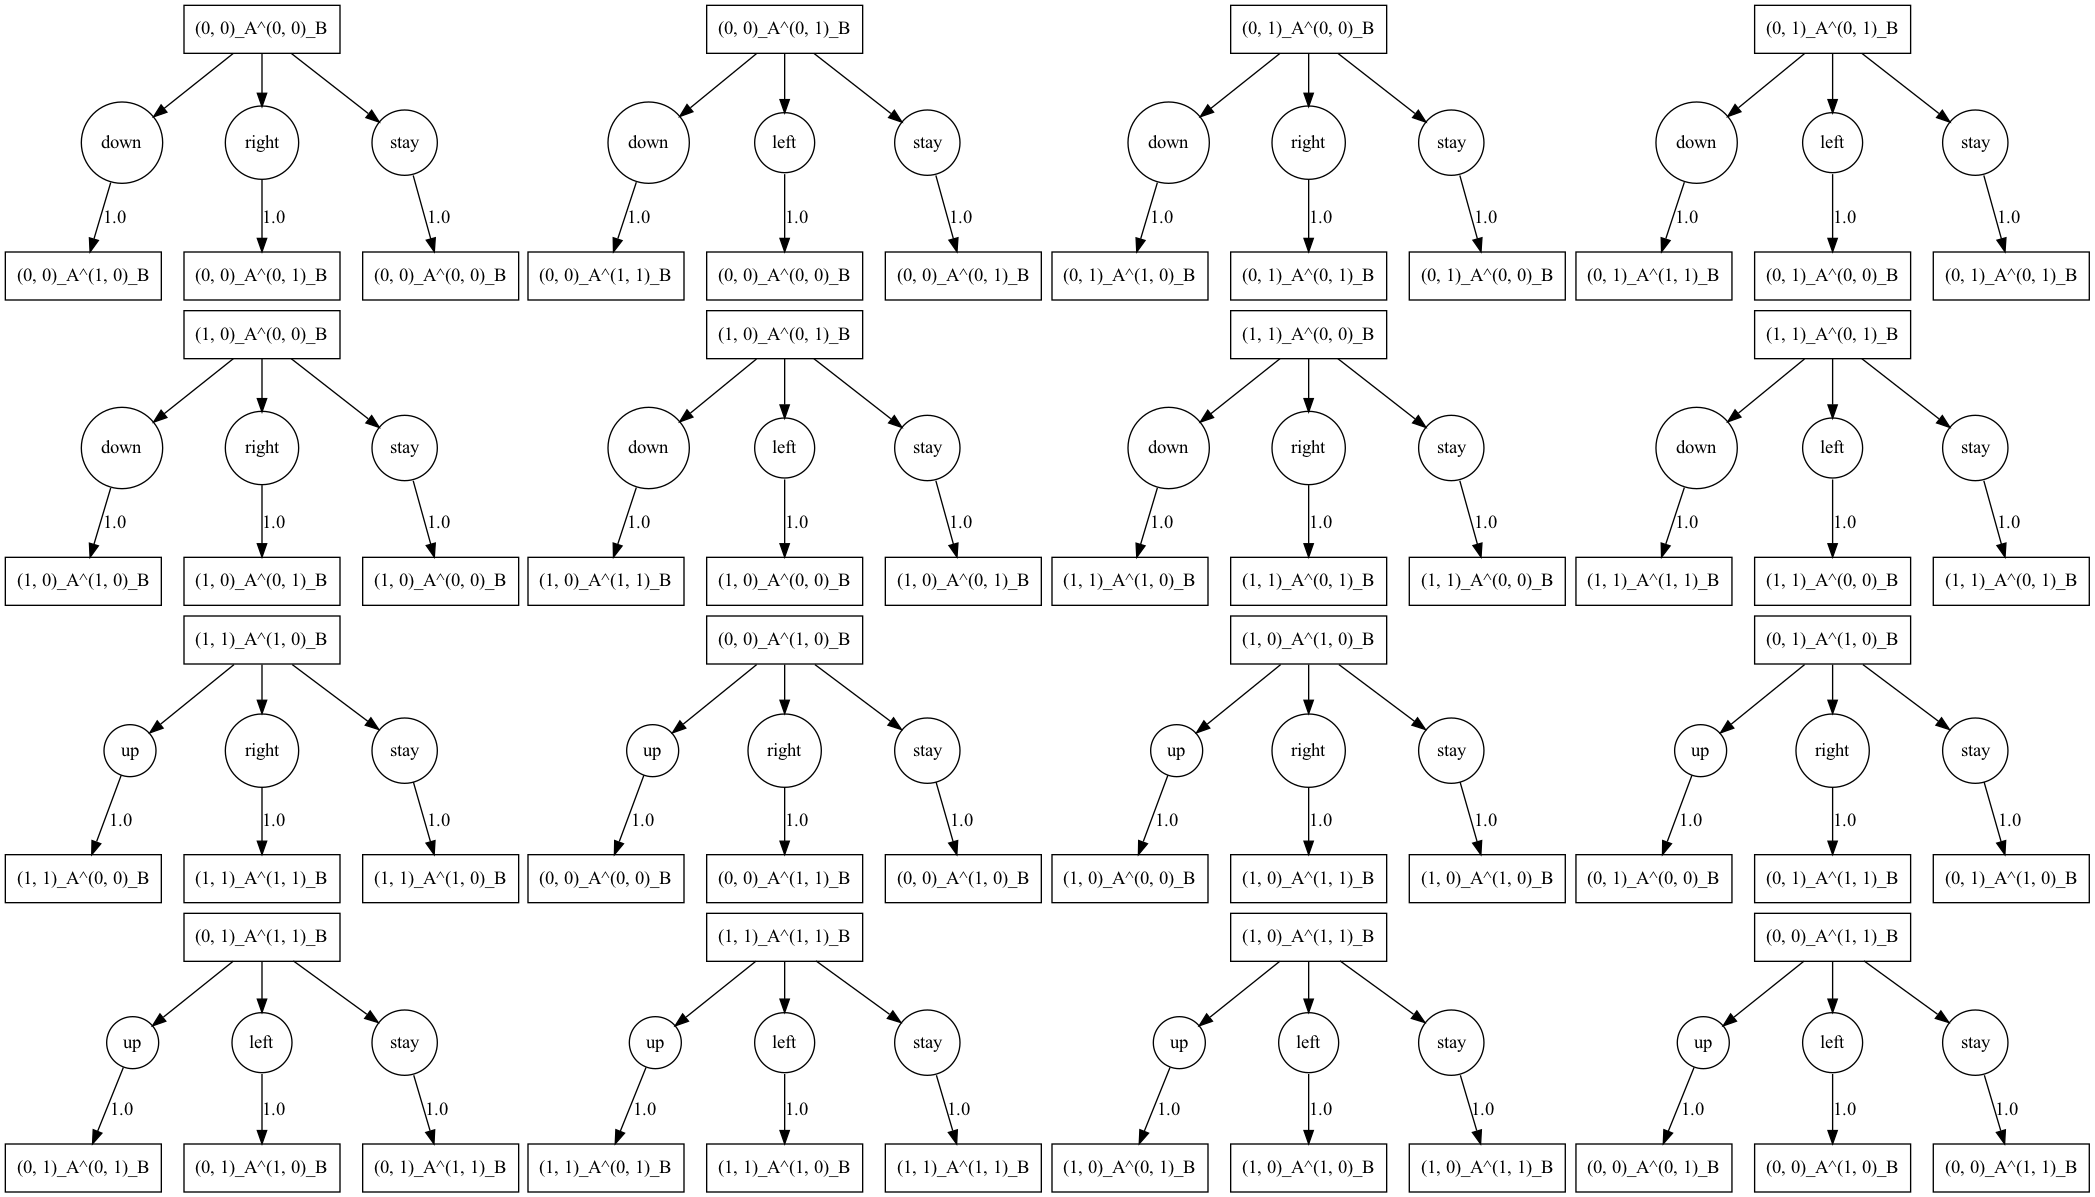 (0, 0)_A^(0, 0)_B (0, 0)_A^(0, 1)_B (0, 1)_A^(0, 0)_B (0, 1)_A^(0, 1)_B
down right stay down left stay down right stay down left stay
1.0 1.0 1.0 1.0 1.0 1.0 1.0 1.0 1.0 1.0 1.0 1.0
(0, 0)_A^(1, 0)_B (0, 0)_A^(0, 1)_B (0, 0)_A^(0, 0)_B (0, 0)_A^(1, 1)_B (0, 0)_A^(0, 0)_B (0, 0)_A^(0, 1)_B (0, 1)_A^(1, 0)_B (0, 1)_A^(0, 1)_B (0, 1)_A^(0, 0)_B (0, 1)_A^(1, 1)_B (0, 1)_A^(0, 0)_B (0, 1)_A^(0, 1)_B
(1, 0)_A^(0, 0)_B (1, 0)_A^(0, 1)_B (1, 1)_A^(0, 0)_B (1, 1)_A^(0, 1)_B
down right stay down left stay down right stay down left stay
1.0 1.0 1.0 1.0 1.0 1.0 1.0 1.0 1.0 1.0 1.0 1.0
(1, 0)_A^(1, 0)_B (1, 0)_A^(0, 1)_B (1, 0)_A^(0, 0)_B (1, 0)_A^(1, 1)_B (1, 0)_A^(0, 0)_B (1, 0)_A^(0, 1)_B (1, 1)_A^(1, 0)_B (1, 1)_A^(0, 1)_B (1, 1)_A^(0, 0)_B (1, 1)_A^(1, 1)_B (1, 1)_A^(0, 0)_B (1, 1)_A^(0, 1)_B
(1, 1)_A^(1, 0)_B (0, 0)_A^(1, 0)_B (1, 0)_A^(1, 0)_B (0, 1)_A^(1, 0)_B
up right stay up right stay up right stay up right stay
1.0 1.0 1.0 1.0 1.0 1.0 1.0 1.0 1.0 1.0 1.0 1.0
(1, 1)_A^(0, 0)_B (1, 1)_A^(1, 1)_B (1, 1)_A^(1, 0)_B (0, 0)_A^(0, 0)_B (0, 0)_A^(1, 1)_B (0, 0)_A^(1, 0)_B (1, 0)_A^(0, 0)_B (1, 0)_A^(1, 1)_B (1, 0)_A^(1, 0)_B (0, 1)_A^(0, 0)_B (0, 1)_A^(1, 1)_B (0, 1)_A^(1, 0)_B
(0, 1)_A^(1, 1)_B (1, 1)_A^(1, 1)_B (1, 0)_A^(1, 1)_B (0, 0)_A^(1, 1)_B
up left stay up left stay up left stay up left stay
1.0 1.0 1.0 1.0 1.0 1.0 1.0 1.0 1.0 1.0 1.0 1.0
(0, 1)_A^(0, 1)_B (0, 1)_A^(1, 0)_B (0, 1)_A^(1, 1)_B (1, 1)_A^(0, 1)_B (1, 1)_A^(1, 0)_B (1, 1)_A^(1, 1)_B (1, 0)_A^(0, 1)_B (1, 0)_A^(1, 0)_B (1, 0)_A^(1, 1)_B (0, 0)_A^(0, 1)_B (0, 0)_A^(1, 0)_B (0, 0)_A^(1, 1)_B